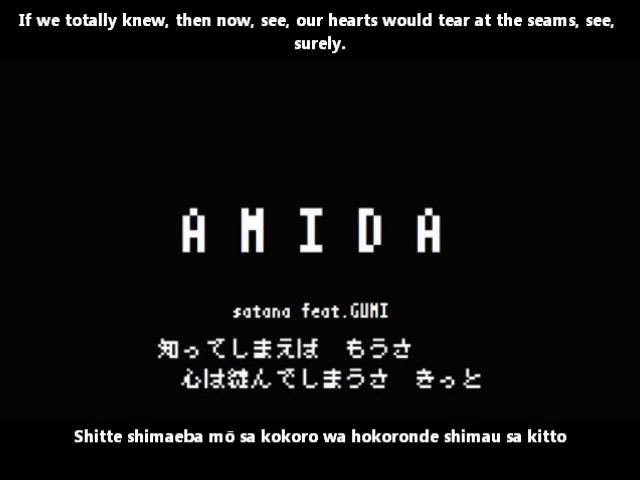 If we totally knew, then now, see, our hearts would tear at the seams, see,
surely.
AMIDA
satana feat.GUMI
知ってしまえば もうさ
心は綻んでしまうさ きっと
Shitte shimaeba mō sa kokoro wa hokoronde shimau sa kitto